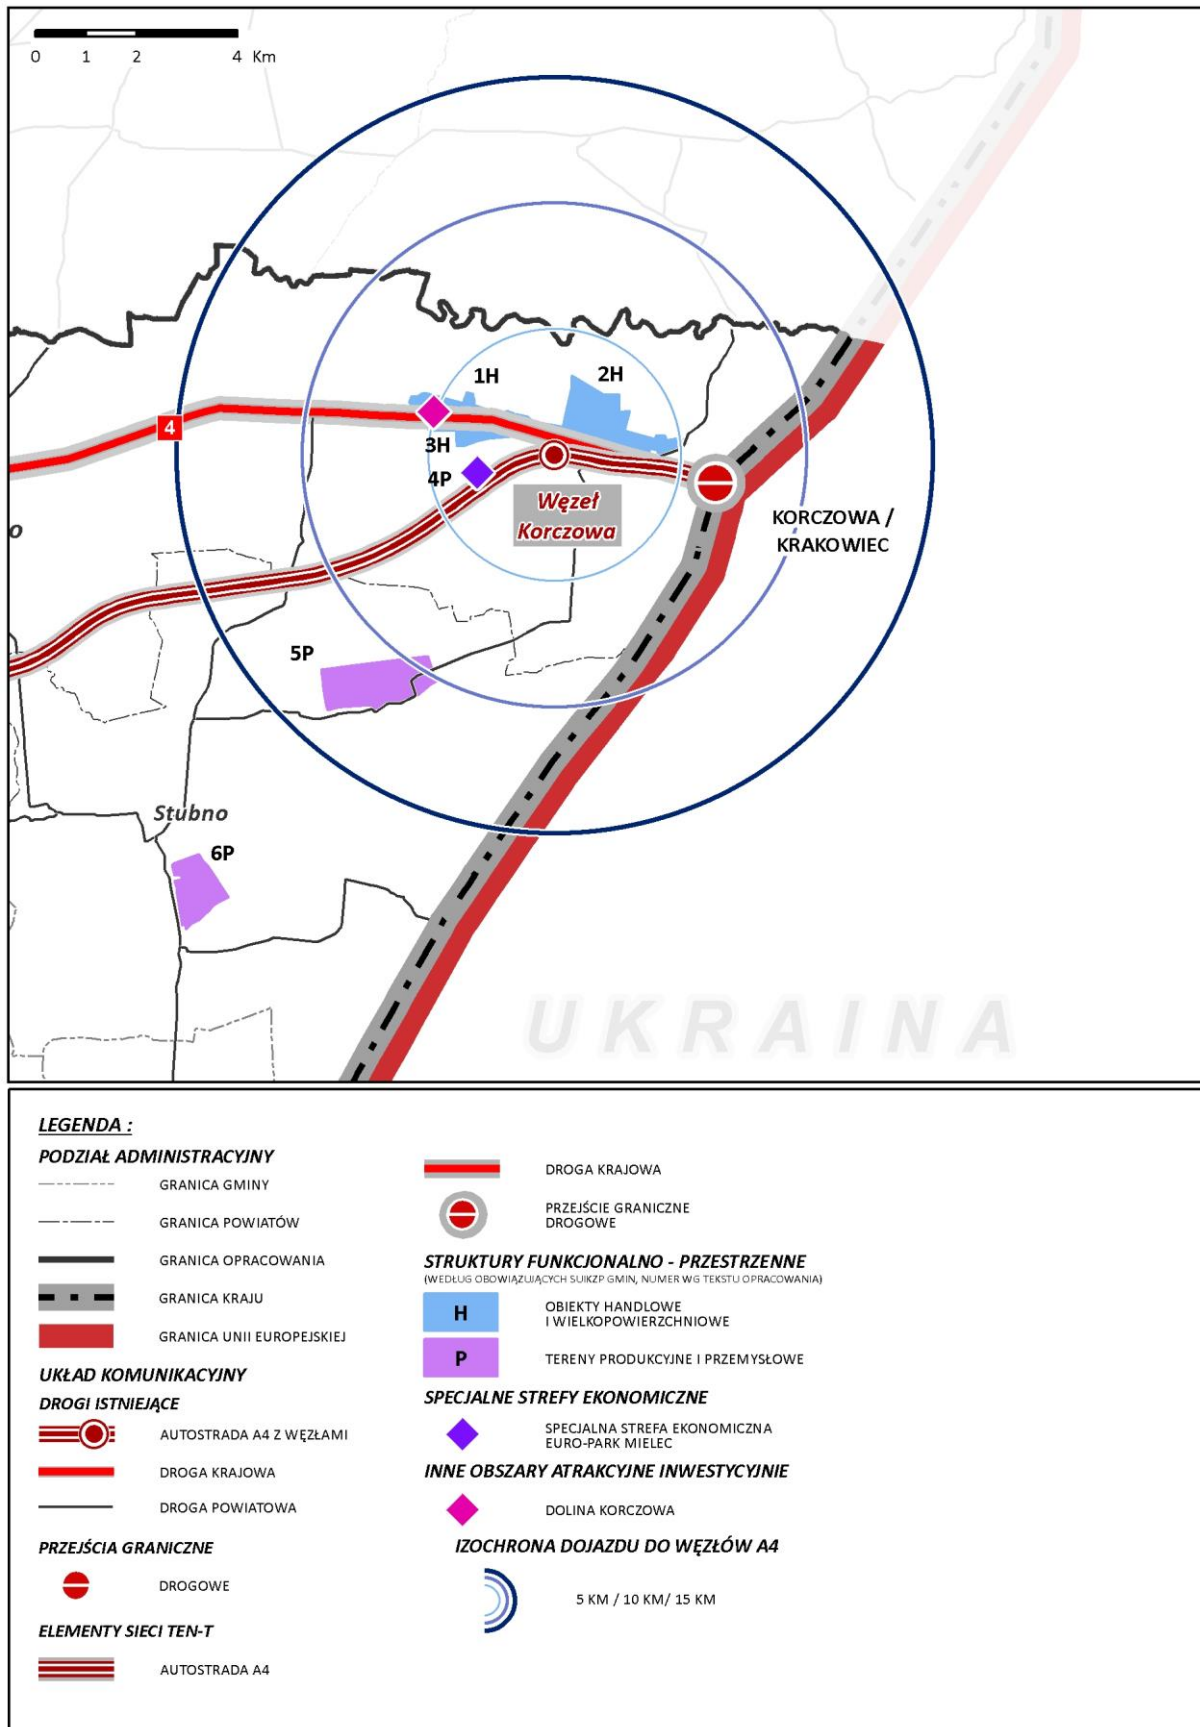 0 1 2 4 Km
1H
2H
4
3H
4P
Węzeł
Korczowa
KORCZOWA /
KRAKOWIEC
o
5P
Stubno
6P
UKRAINA
LEGENDA :
PODZIAŁ ADMINISTRACYJNY
GRANICA GMINY
GRANICA POWIATÓW
GRANICA OPRACOWANIA
GRANICA KRAJU
GRANICA UNII EUROPEJSKIEJ
UKŁAD KOMUNIKACYJNY
DROGI ISTNIEJĄCE
AUTOSTRADA A4 Z WĘZŁAMI
DROGA KRAJOWA
DROGA POWIATOWA
PRZEJŚCIA GRANICZNE
DROGOWE
ELEMENTY SIECI TEN-T
AUTOSTRADA A4
DROGA KRAJOWA
PRZEJŚCIE GRANICZNE
DROGOWE
STRUKTURY FUNKCJONALNO - PRZESTRZENNE
(WEDŁUG OBOWIĄZUJĄCYCH SUIKZP GMIN, NUMER WG TEKSTU OPRACOWANIA)
H
OBIEKTY HANDLOWE
I WIELKOPOWIERZCHNIOWE
P
TERENY PRODUKCYJNE I PRZEMYSŁOWE
SPECJALNE STREFY EKONOMICZNE
SPECJALNA STREFA EKONOMICZNA
EURO-PARK MIELEC
INNE OBSZARY ATRAKCYJNE INWESTYCYJNIE
DOLINA KORCZOWA
IZOCHRONA DOJAZDU DO WĘZŁÓW A4
5 KM / 10 KM/ 15 KM